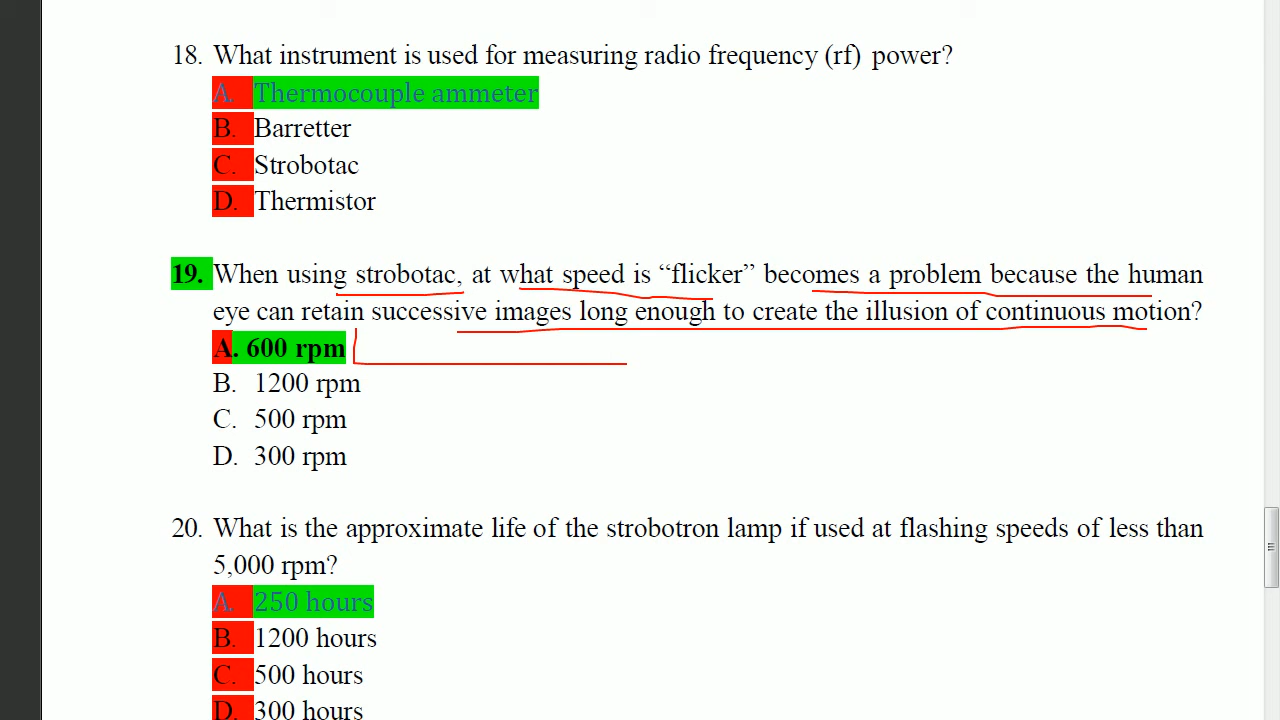 18. What instrument is used for measuring radio frequency (rf) power?
A. Thermocouple ammeter
B. Barretter
C. Strobotac
D. Thermistor
19. When using strobotac, at what speed is “flicker” becomes a problem because the human
eye can retain successive images long enough to create the illusion of continuous motion?
A. 600 rpm
B. 1200 rpm
C. 500 rpm
D. 300 rpm
20. What is the approximate life of the strobotron lamp if used at flashing speeds of less than
5,000 rpm?
A. 250 hours
B. 1200 hours
C. 500 hours
D. 300 hours